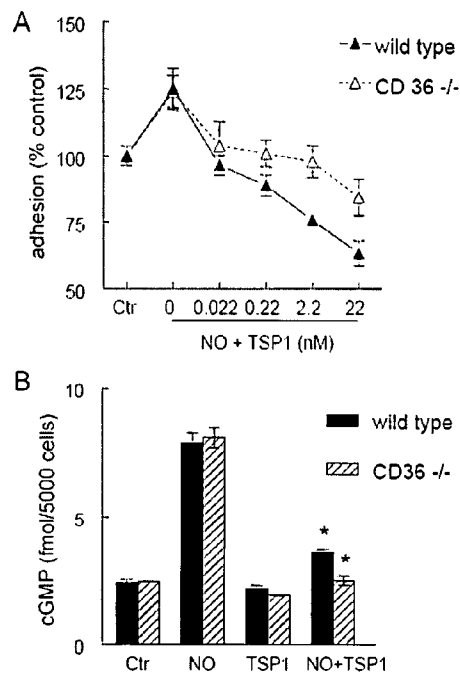 A
wild type
CD 36 -/-
adhesion (% control)
150
125
100
75
50
Ctr 0 0.022 0.22 2.2 22
NO + TSP1 (nM)
B
wild type
CD36 -/-
cGMP (fmol/5000 cells)
10
5
0
* *
Ctr NO TSP1 NO+TSP1